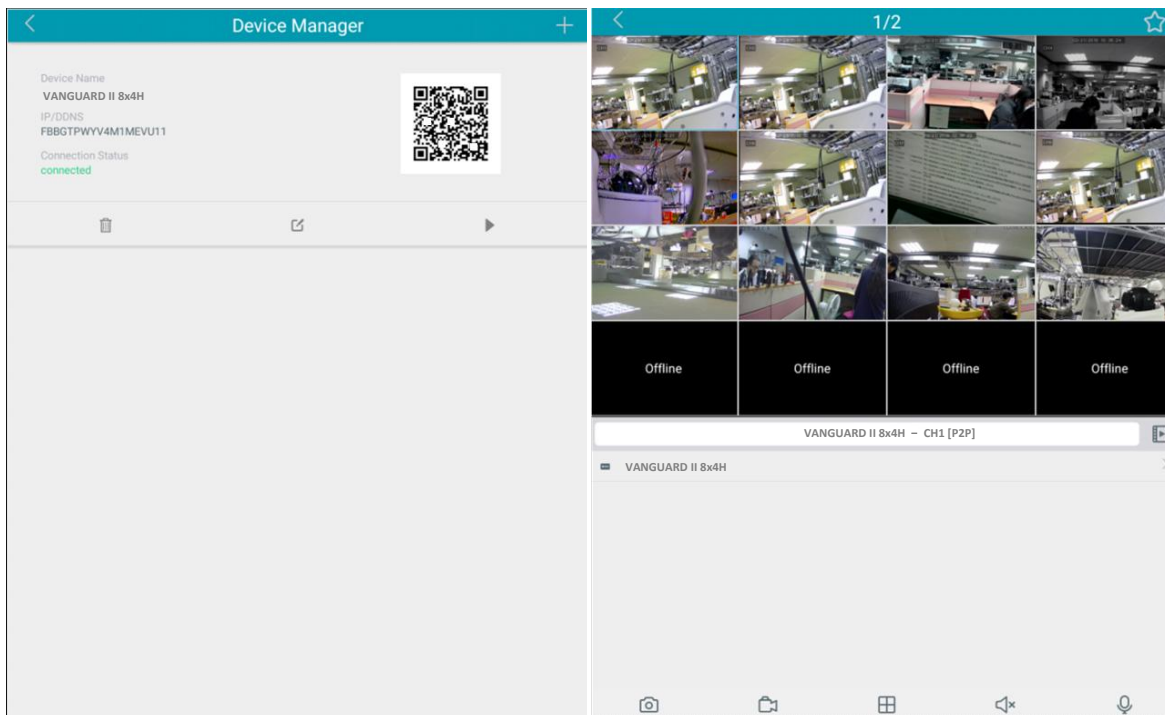 Device Manager
Device Name
VANGUARD II 8x4H
IP/DDNS
FBBGTPWYV4M1MEVU11
Connection Status
connected
1/2
Offline
Offline
Offline
Offline
VANGUARD II 8x4H – CH1 [P2P]
VANGUARD II 8x4H